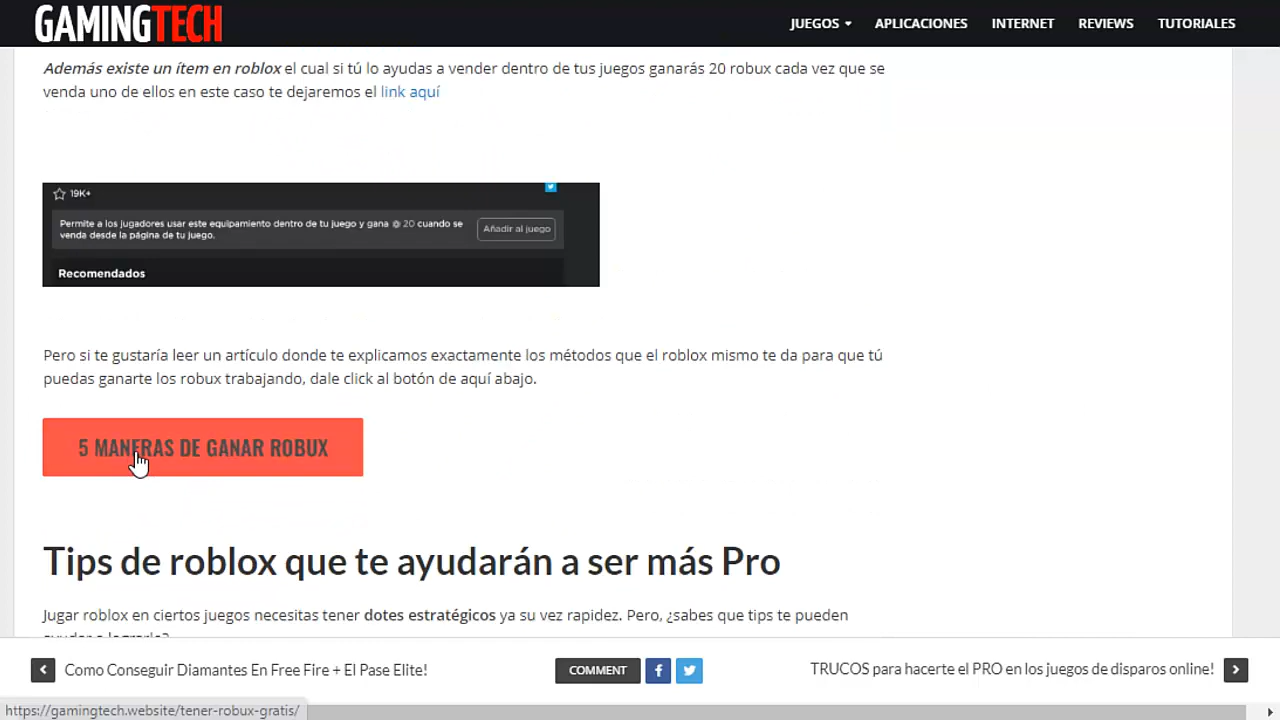 GAMINGTECH
JUEGOS
APLICACIONES
INTERNET
REVIEWS
TUTORIALES
Además existe un ítem en roblox el cual si tú lo ayudas a vender dentro de tus juegos ganarás 20 robux cada vez que se
venda uno de ellos en este caso te dejaremos el link aquí
19K+
Permite a los jugadores usar este equipamiento dentro de tu juego y gana 20 cuando se
venda desde la página de tu juego.
Añadir al juego
Recomendados
Pero si te gustaría leer un artículo donde te explicamos exactamente los métodos que el roblox mismo te da para que tú
puedas ganarte los robux trabajando, dale click al botón de aquí abajo.
5 MANERAS DE GANAR ROBUX
Tips de roblox que te ayudarán a ser más Pro
Jugar roblox en ciertos juegos necesitas tener dotes estratégicos ya su vez rapidez. Pero, ¿sabes que tips te pueden
ayudar a lograrlo?
Como Conseguir Diamantes En Free Fire + El Pase Elite!
COMMENT
TRUCOS para hacerte el PRO en los juegos de disparos online!
https://gamingtech.website/tener-robux-gratis/